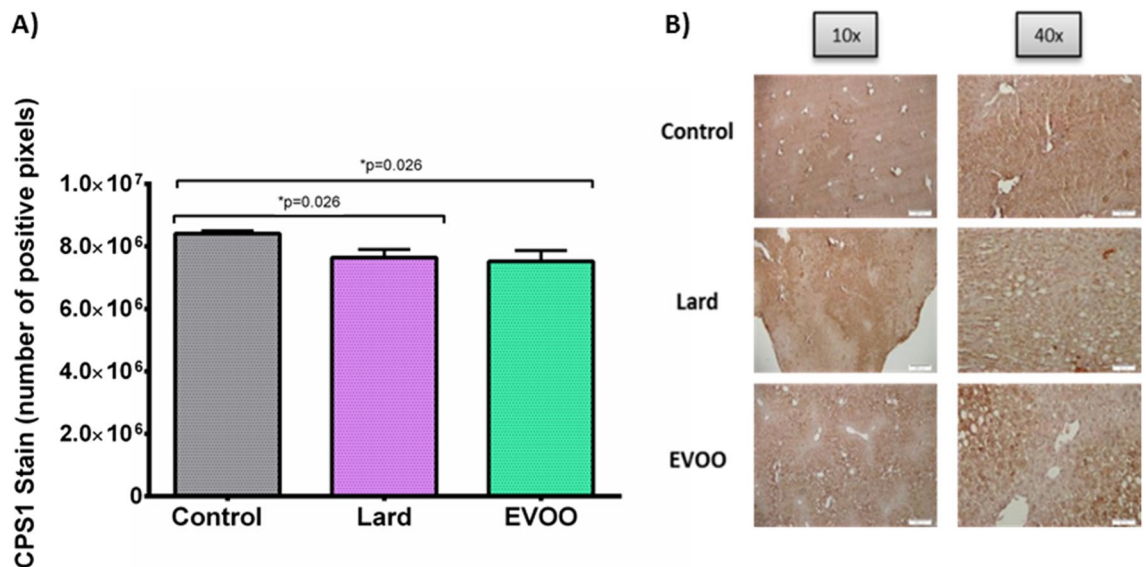 A)
CPS1 Stain (number of positive pixels)
1.0×10⁷
8.0×10⁶
6.0×10⁶
4.0×10⁶
2.0×10⁶
0
*p=0.026
*p=0.026
Control Lard EVOO
B)
10x 40x
Control
Lard
EVOO